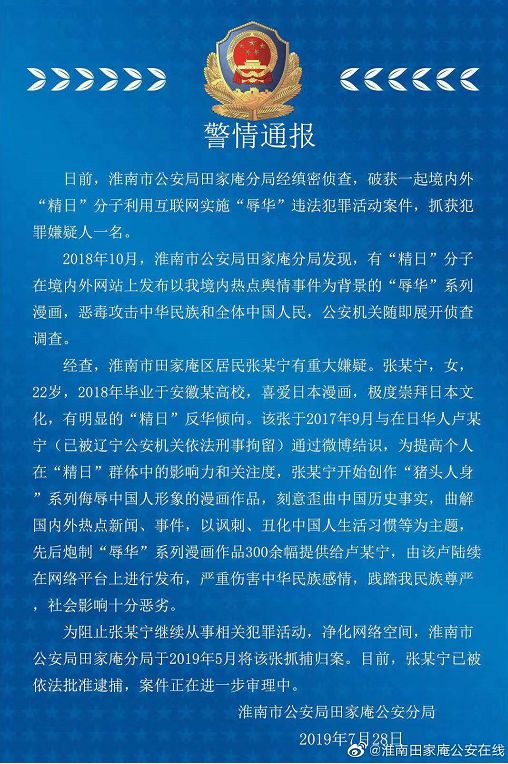 警情通报
日前，淮南市公安局田家庵分局经缜密侦查，破获一起境内外
“精日”分子利用互联网实施“辱华”违法犯罪活动案件，抓获犯
罪嫌疑人一名。
2018年10月，淮南市公安局田家庵分局发现，有“精日”分子
在境内外网站上发布以我境内热点舆情事件为背景的“辱华”系列
漫画，恶毒攻击中华民族和全体中国人民，公安机关随即展开侦查
调查。
经查，淮南市田家庵区居民张某宁有重大嫌疑。张某宁，女，
22岁，2018年毕业于安徽某高校，喜爱日本漫画，极度崇拜日本文
化，有明显的“精日”反华倾向。该张于2017年9月与在日华人卢某
宁（已被辽宁公安机关依法刑事拘留）通过微博结识，为提高个人
在“精日”群体中的影响力和关注度，张某宁开始创作“猪头人身
”系列侮辱中国人形象的漫画作品，刻意歪曲中国历史事实，曲解
国内外热点新闻、事件，以讽刺、丑化中国人生活习惯等为主题，
先后炮制“辱华”系列漫画作品300余幅提供给卢某宁，由该卢陆续
在网络平台上进行发布，严重伤害中华民族感情，践踏我民族尊严
，社会影响十分恶劣。
为阻止张某宁继续从事相关犯罪活动，净化网络空间，淮南市
公安局田家庵分局于2019年5月将该张抓捕归案。目前，张某宁已被
依法批准逮捕，案件正在进一步审理中。
淮南市公安局田家庵公安分局
2019年7月28日
@淮南田家庵公安在线